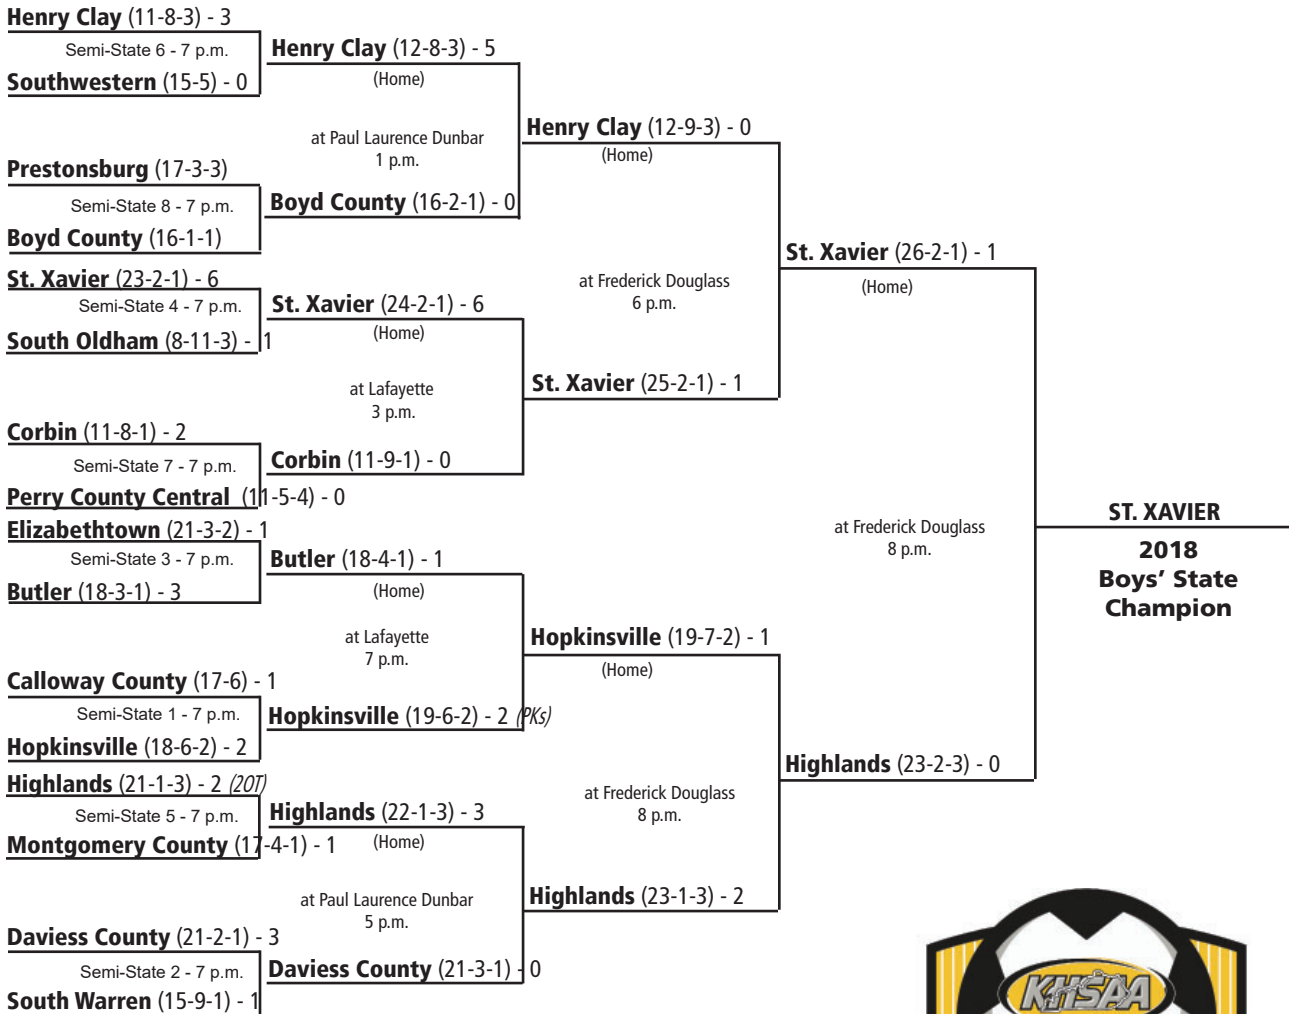 Henry Clay (11-8-3) - 3
Semi-State 6 - 7 p.m.
Southwestern (15-5) - 0
Prestonsburg (17-3-3)
Semi-State 8 - 7 p.m.
Boyd County (16-1-1)
St. Xavier (23-2-1) - 6
Semi-State 4 - 7 p.m.
South Oldham (8-11-3) - 1
Corbin (11-8-1) - 2
Semi-State 7 - 7 p.m.
Perry County Central (11-5-4) - 0
Elizabethtown (21-3-2) - 1
Semi-State 3 - 7 p.m.
Butler (18-3-1) - 3
Calloway County (17-6) - 1
Semi-State 1 - 7 p.m.
Hopkinsville (18-6-2) - 2
Highlands (21-1-3) - 2 (2OT)
Semi-State 5 - 7 p.m.
Montgomery County (17-4-1) - 1
Daviess County (21-2-1) - 3
Semi-State 2 - 7 p.m.
South Warren (15-9-1) - 1
Henry Clay (12-8-3) - 5
(Home)
at Paul Laurence Dunbar
1 p.m.
Boyd County (16-2-1) - 0
St. Xavier (24-2-1) - 6
(Home)
at Lafayette
3 p.m.
Corbin (11-9-1) - 0
Butler (18-4-1) - 1
(Home)
at Lafayette
7 p.m.
Hopkinsville (19-6-2) - 2 (PKs)
Highlands (22-1-3) - 3
(Home)
at Paul Laurence Dunbar
5 p.m.
Daviess County (21-3-1) - 0
Henry Clay (12-9-3) - 0
(Home)
at Frederick Douglass
6 p.m.
St. Xavier (25-2-1) - 1
Hopkinsville (19-7-2) - 1
(Home)
at Frederick Douglass
8 p.m.
Highlands (23-1-3) - 2
St. Xavier (26-2-1) - 1
(Home)
at Frederick Douglass
8 p.m.
Highlands (23-2-3) - 0
ST. XAVIER
2018
Boys' State
Champion
KHSAA